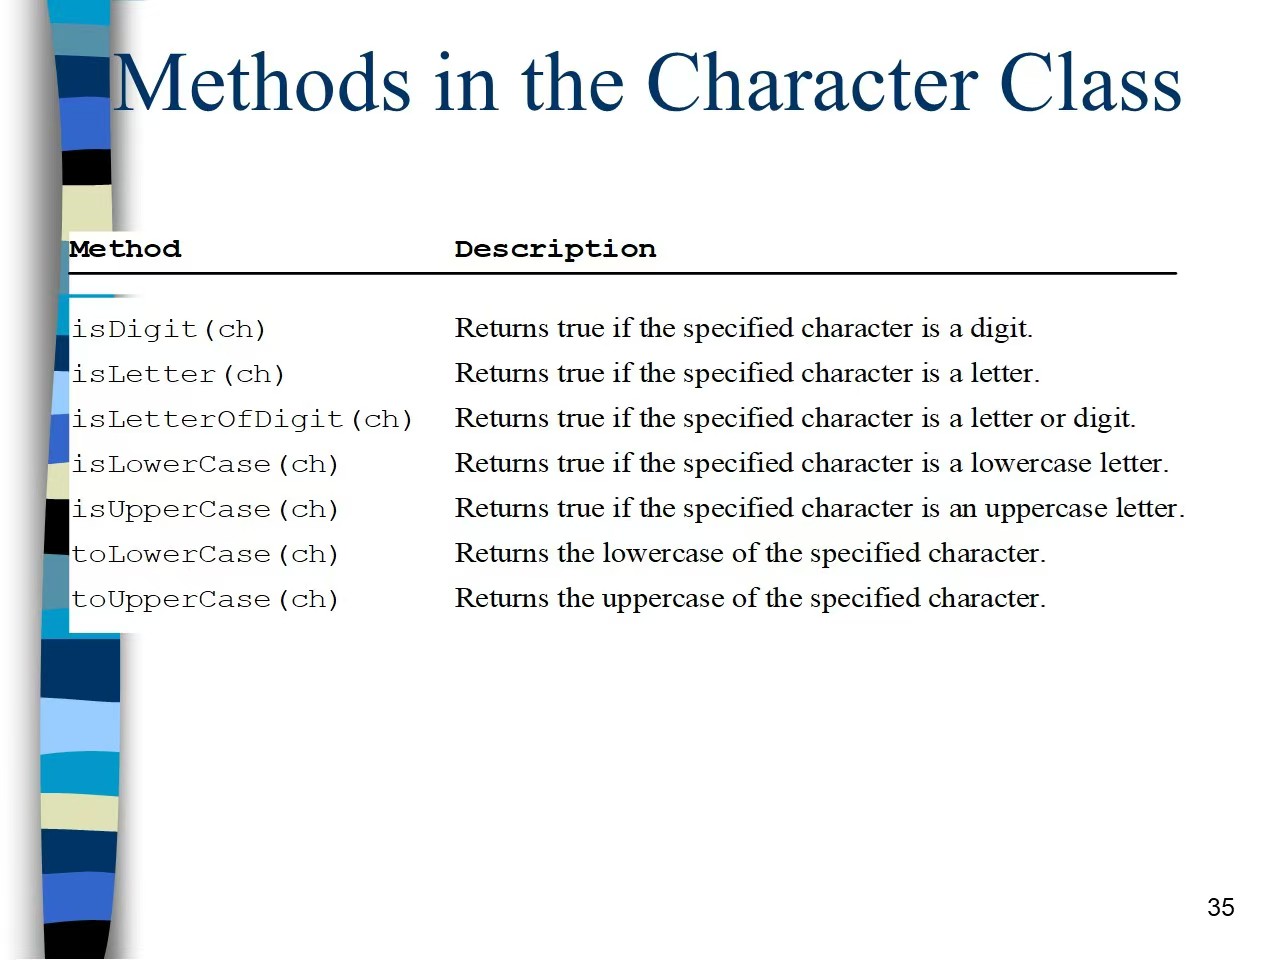 Methods in the Character Class
Method Description
isDigit(ch) Returns true if the specified character is a digit.
isLetter(ch) Returns true if the specified character is a letter.
isLetterOfDigit(ch) Returns true if the specified character is a letter or digit.
isLowerCase(ch) Returns true if the specified character is a lowercase letter.
isUpperCase(ch) Returns true if the specified character is an uppercase letter.
toLowerCase(ch) Returns the lowercase of the specified character.
toUpperCase(ch) Returns the uppercase of the specified character.
35